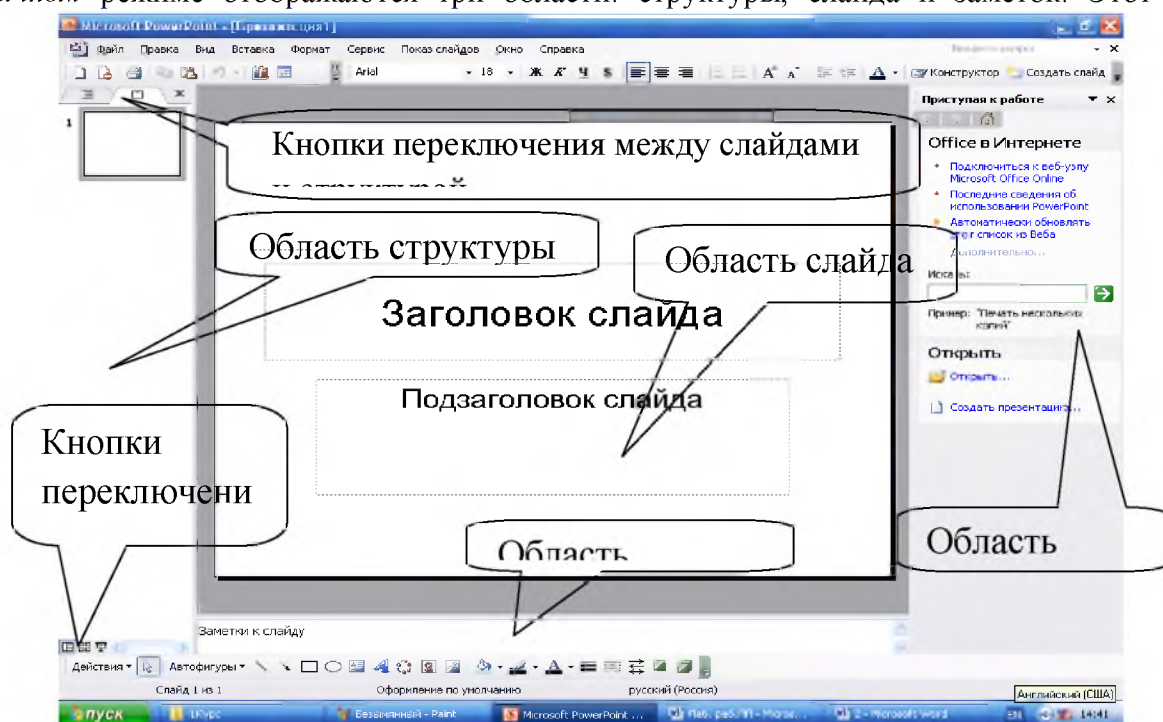 режиме отображаются три области: структуры, слайда и заметок. Этот
Microsoft PowerPoint - [Презентация1]
Файл Правка Вид Вставка Формат Сервис Показ слайдов Окно Справка
Arial 18 Ж К Ч S Конструктор Создать слайд
Приступая к работе
1
Кнопки переключения между слайдами
и структурой
Office в Интернете
Подключиться к веб-узлу
Microsoft Office Online
Последние сведения об
использовании PowerPoint
Автоматически обновлять
этот список из Веба
Дополнительно...
Область структуры
Область слайда
Искать:
Пример: "Печать нескольких
копий"
Заголовок слайда
Открыть
Открыть...
Создать презентацию...
Подзаголовок слайда
Кнопки
переключени
Область
Область
Заметки к слайду
Действия Автофигуры
Слайд 1 из 1 Оформление по умолчанию русский (Россия)
Английский (США)
пуск 1Курс Безымянный - Paint Microsoft PowerPoint ... 2 - Microsoft Word EN 14:41